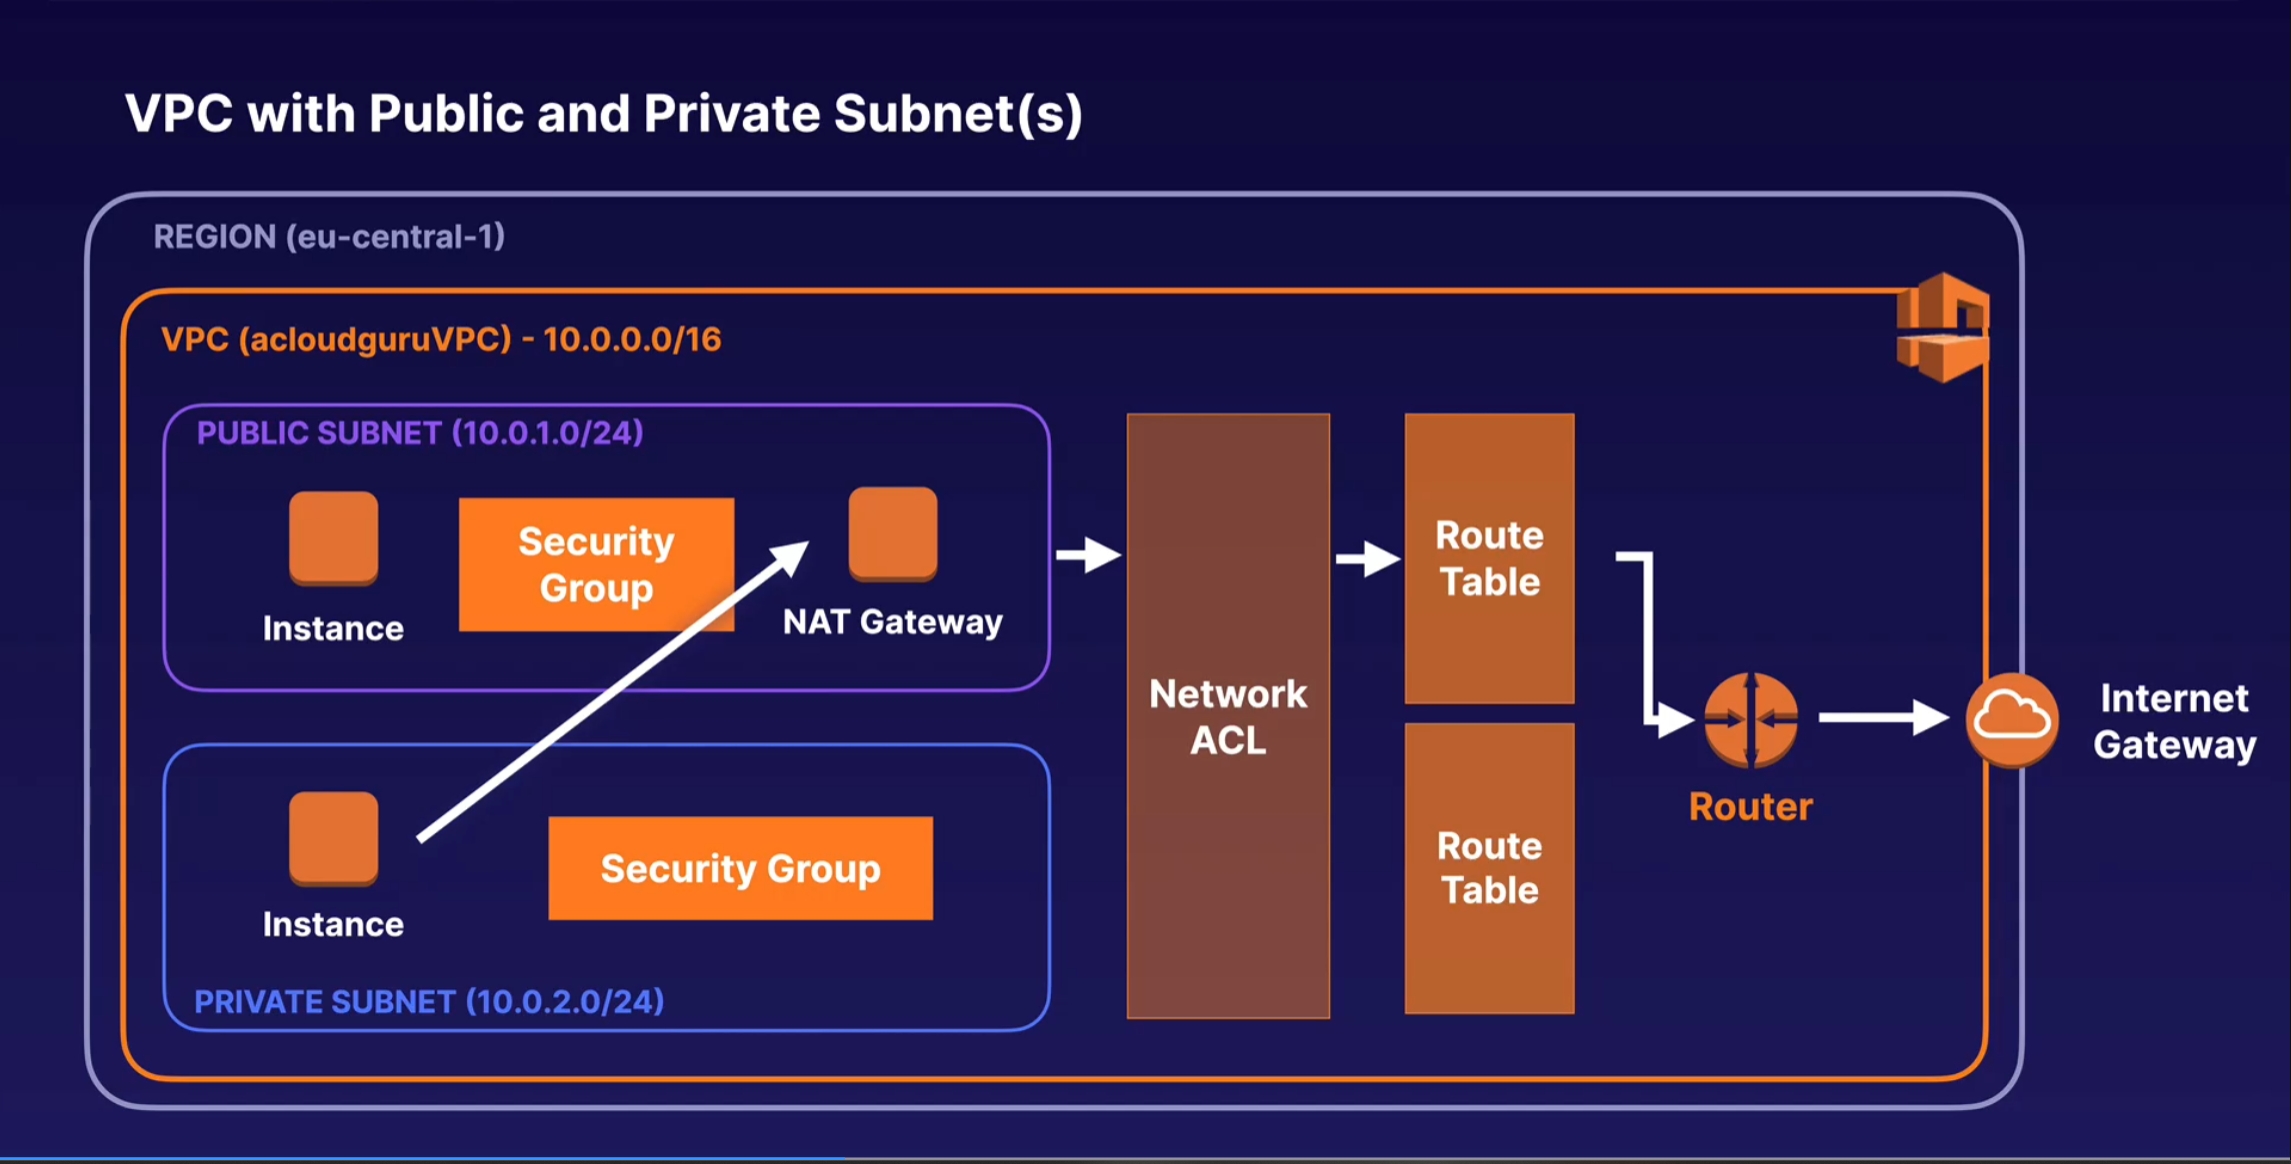 VPC with Public and Private Subnet(s)
REGION (eu-central-1)
VPC (acloudguruVPC) - 10.0.0.0/16
PUBLIC SUBNET (10.0.1.0/24)
Instance
Security
Group
NAT Gateway
Instance
Security Group
PRIVATE SUBNET (10.0.2.0/24)
Network
ACL
Route
Table
Route
Table
Router
Internet
Gateway